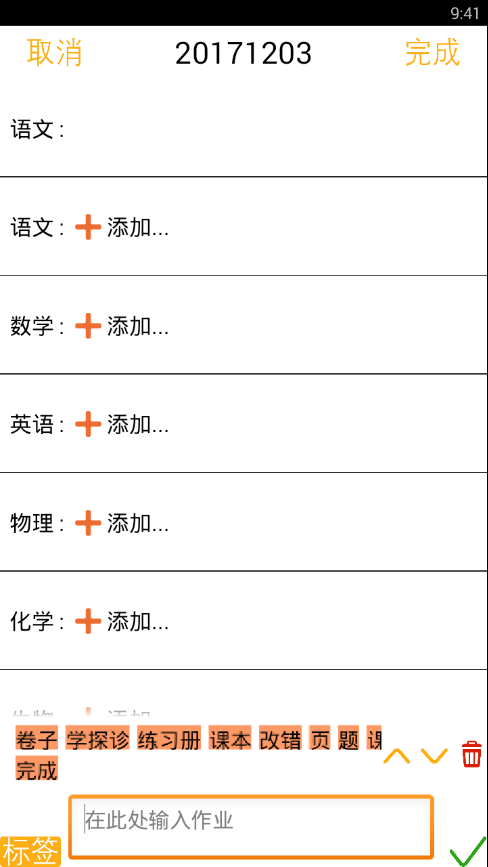 9:41
取消 20171203 完成
语文 :
语文 : 添加...
数学 : 添加...
英语 : 添加...
物理 : 添加...
化学 : 添加...
卷子 学探诊 练习册 课本 改错 页 题
完成
在此处输入作业
标签